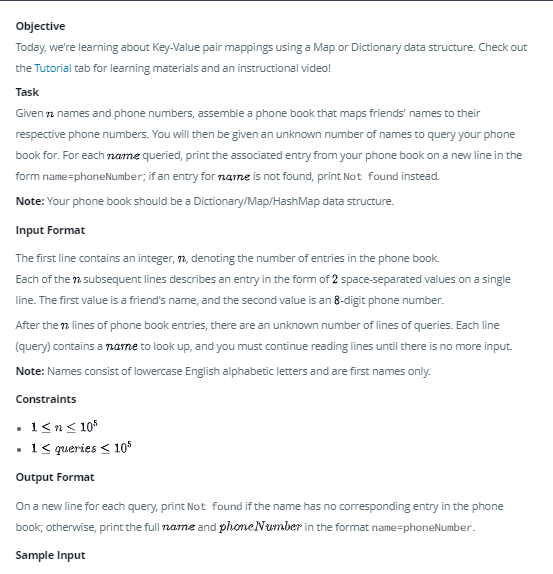 Objective
Today, we're learning about Key-Value pair mappings using a Map or Dictionary data structure. Check out
the Tutorial tab for learning materials and an instructional video!
Task
Given n names and phone numbers, assemble a phone book that maps friends' names to their
respective phone numbers. You will then be given an unknown number of names to query your phone
book for. For each name queried, print the associated entry from your phone book on a new line in the
form name=phoneNumber; if an entry for name is not found, print Not found instead.
Note: Your phone book should be a Dictionary/Map/HashMap data structure.
Input Format
The first line contains an integer, n, denoting the number of entries in the phone book.
Each of the n subsequent lines describes an entry in the form of 2 space-separated values on a single
line. The first value is a friend's name, and the second value is an 8-digit phone number.
After the n lines of phone book entries, there are an unknown number of lines of queries. Each line
(query) contains a name to look up, and you must continue reading lines until there is no more input.
Note: Names consist of lowercase English alphabetic letters and are first names only.
Constraints
• 1 ≤ n ≤ 10⁵
• 1 ≤ queries ≤ 10⁵
Output Format
On a new line for each query, print Not found if the name has no corresponding entry in the phone
book; otherwise, print the full name and phoneNumber in the format name=phoneNumber.
Sample Input